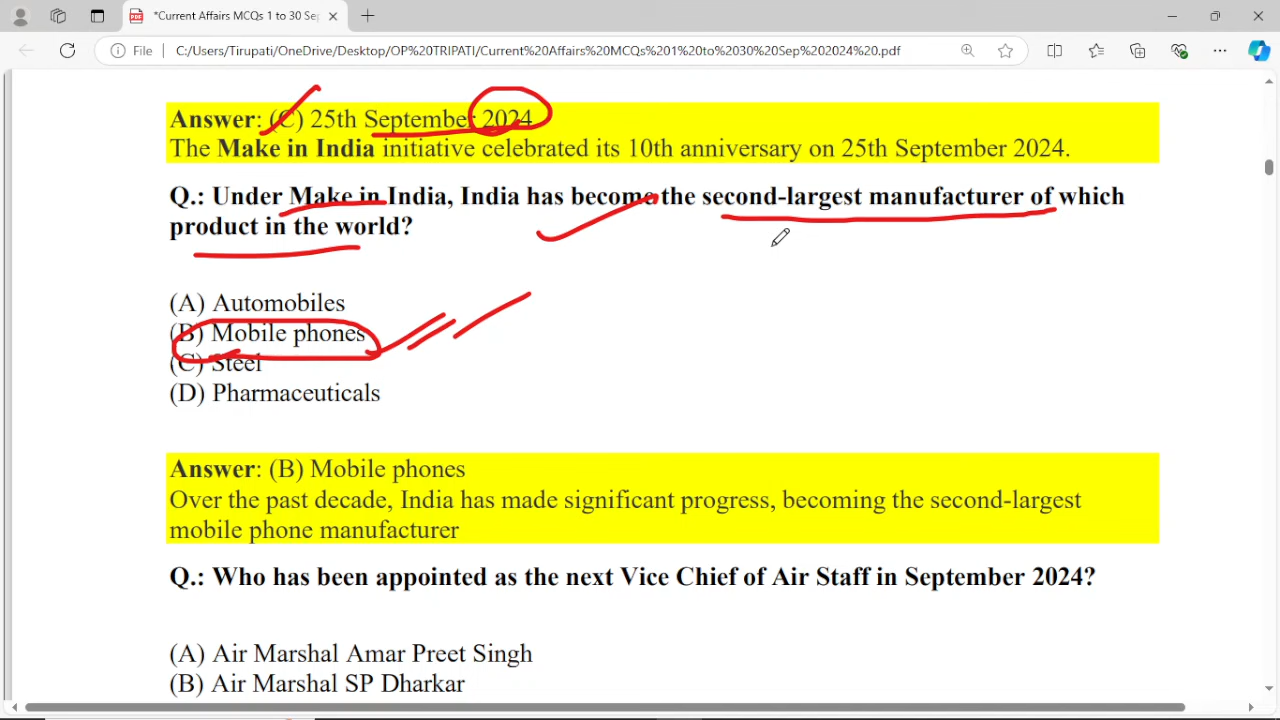 *Current Affairs MCQs 1 to 30 Sep
File C:/Users/Tirupati/OneDrive/Desktop/OP%20TRIPATI/Current%20Affairs%20MCQs%201%20to%2030%20Sep%202024%20.pdf
Answer: (C) 25th September 2024
The Make in India initiative celebrated its 10th anniversary on 25th September 2024.
Q.: Under Make in India, India has become the second-largest manufacturer of which
product in the world?
(A) Automobiles
(B) Mobile phones
(C) Steel
(D) Pharmaceuticals
Answer: (B) Mobile phones
Over the past decade, India has made significant progress, becoming the second-largest
mobile phone manufacturer
Q.: Who has been appointed as the next Vice Chief of Air Staff in September 2024?
(A) Air Marshal Amar Preet Singh
(B) Air Marshal SP Dharkar